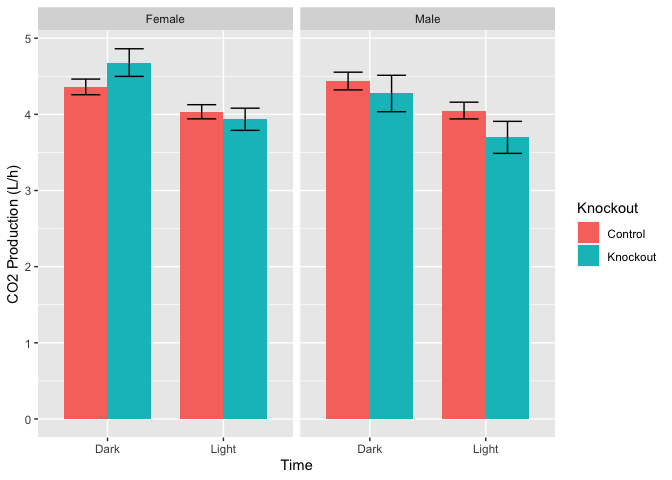 Female
Male
5
4
3
2
1
0
CO2 Production (L/h)
Dark
Light
Dark
Light
Time
Knockout
Control
Knockout